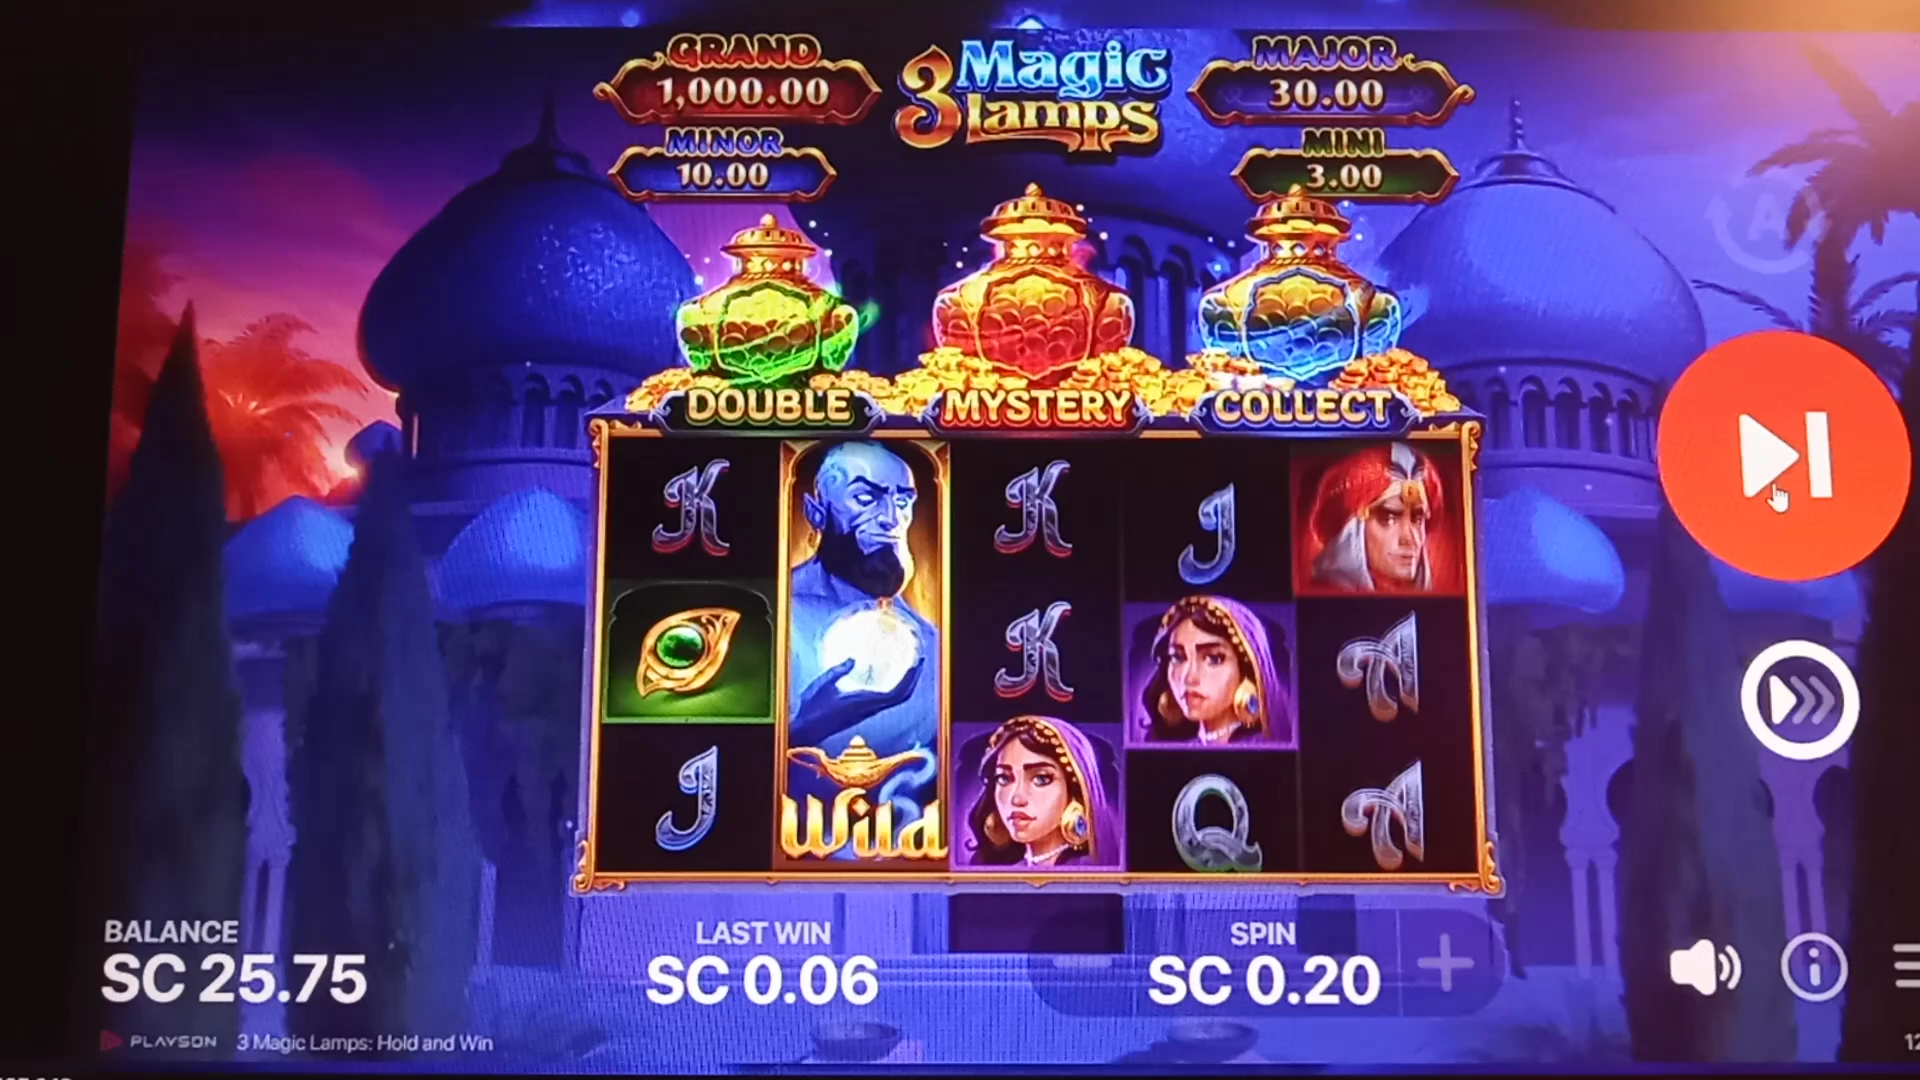 GRAND
1,000.00
3 Magic Lamps
MAJOR
30.00
MINOR
10.00
MINI
3.00
A
DOUBLE
MYSTERY
COLLECT
K
K
J
K
A
J
Wild
Q
A
BALANCE
SC 25.75
LAST WIN
SC 0.06
SPIN
SC 0.20
+
PLAYSON
3 Magic Lamps: Hold and Win